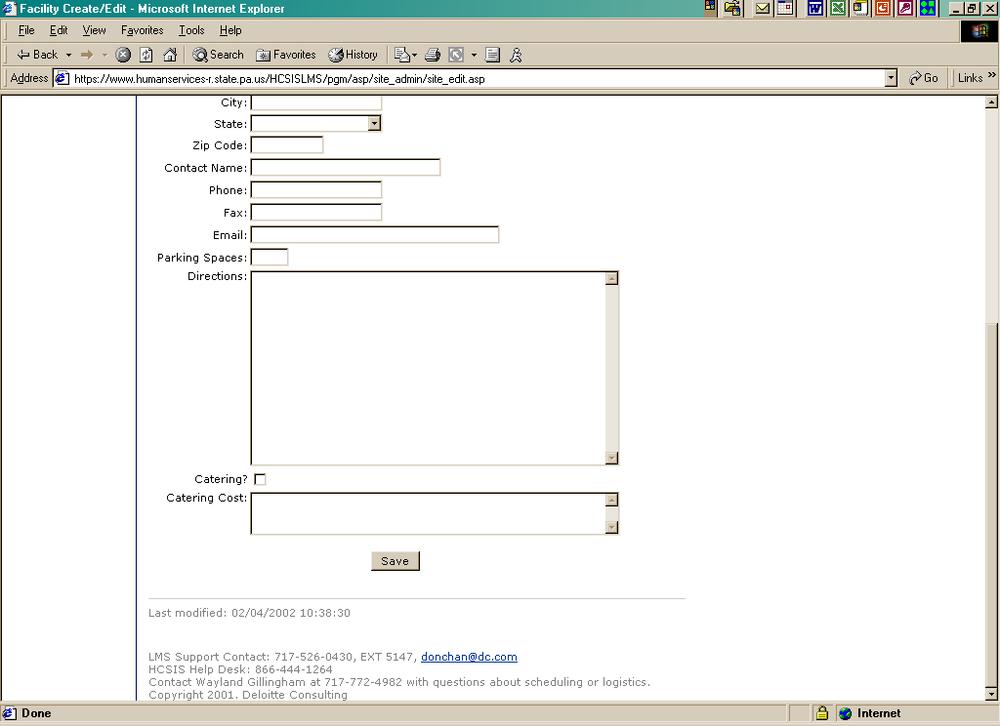 Facility Create/Edit - Microsoft Internet Explorer
File Edit View Favorites Tools Help
Back Search Favorites History
Address https://www.humanservices-r.state.pa.us/HCSISLMS/pgm/asp/site_admin/site_edit.asp Go Links »
City:
State:
Zip Code:
Contact Name:
Phone:
Fax:
Email:
Parking Spaces:
Directions:
Catering?
Catering Cost:
Save
Last modified: 02/04/2002 10:38:30
LMS Support Contact: 717-526-0430, EXT 5147, donchan@dc.com
HCSIS Help Desk: 866-444-1264
Contact Wayland Gillingham at 717-772-4982 with questions about scheduling or logistics.
Copyright 2001. Deloitte Consulting
Done Internet